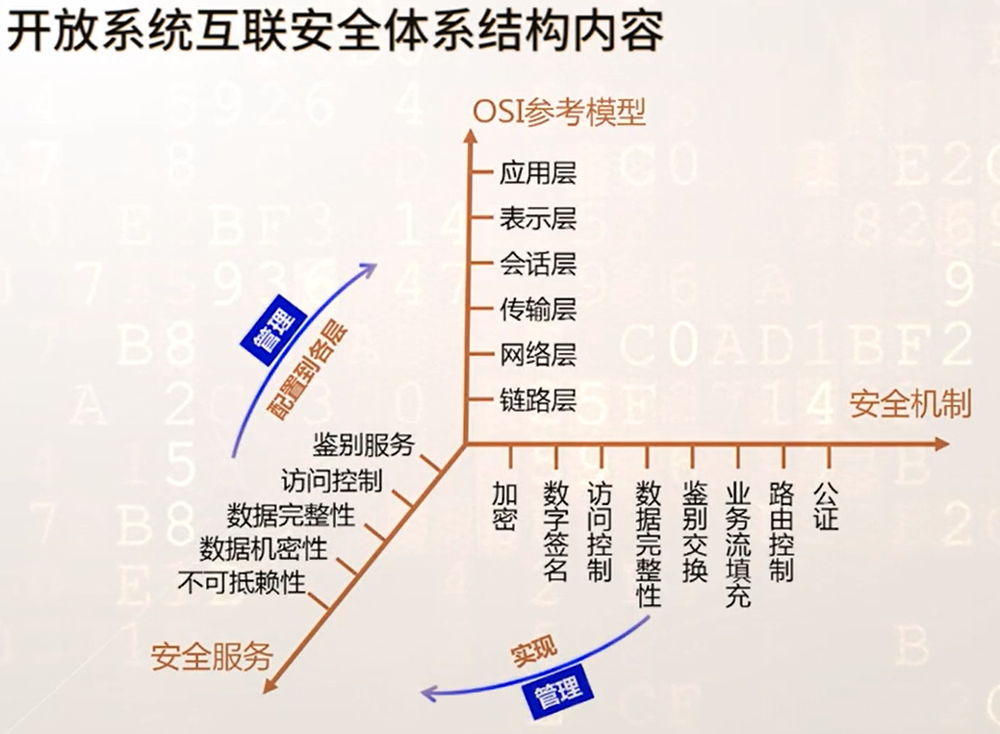 开放系统互联安全体系结构内容
OSI参考模型
应用层
表示层
会话层
传输层
网络层
链路层
管理
配置到各层
安全机制
加密
数字签名
访问控制
数据完整性
鉴别交换
业务流填充
路由控制
公证
鉴别服务
访问控制
数据完整性
数据机密性
不可抵赖性
安全服务
实现
管理